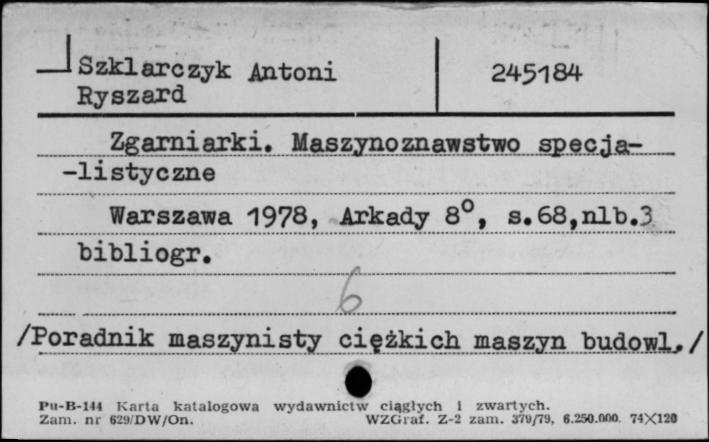 Szklarczyk Antoni 245184
Ryszard
Zgarniarki. Maszynoznawstwo specja-
-listyczne
Warszawa 1978, Arkady 8°, s.68,nlb.3
bibliogr.
6
/Poradnik maszynisty ciężkich maszyn budowl./
Pu-B-144 Karta katalogowa wydawnictw ciągłych i zwartych.
Zam. nr 629/DW/On. WZGraf. Z-2 zam. 379/79, 6.250.000. 74X120